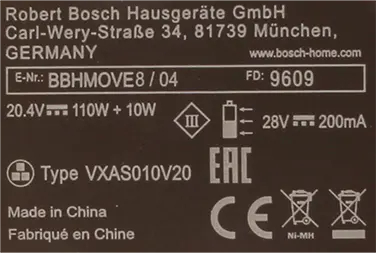 Robert Bosch Hausgeräte GmbH
Carl-Wery-Straße 34, 81739 München,
GERMANY
www.bosch-home.com
E-Nr.: BBHMOVE8 / 04 FD: 9609
20.4V⎓ 110W + 10W III 28V⎓ 200mA
Type VXAS010V20 EAC
Made in China
Fabriqué en Chine
CE Ni-MH